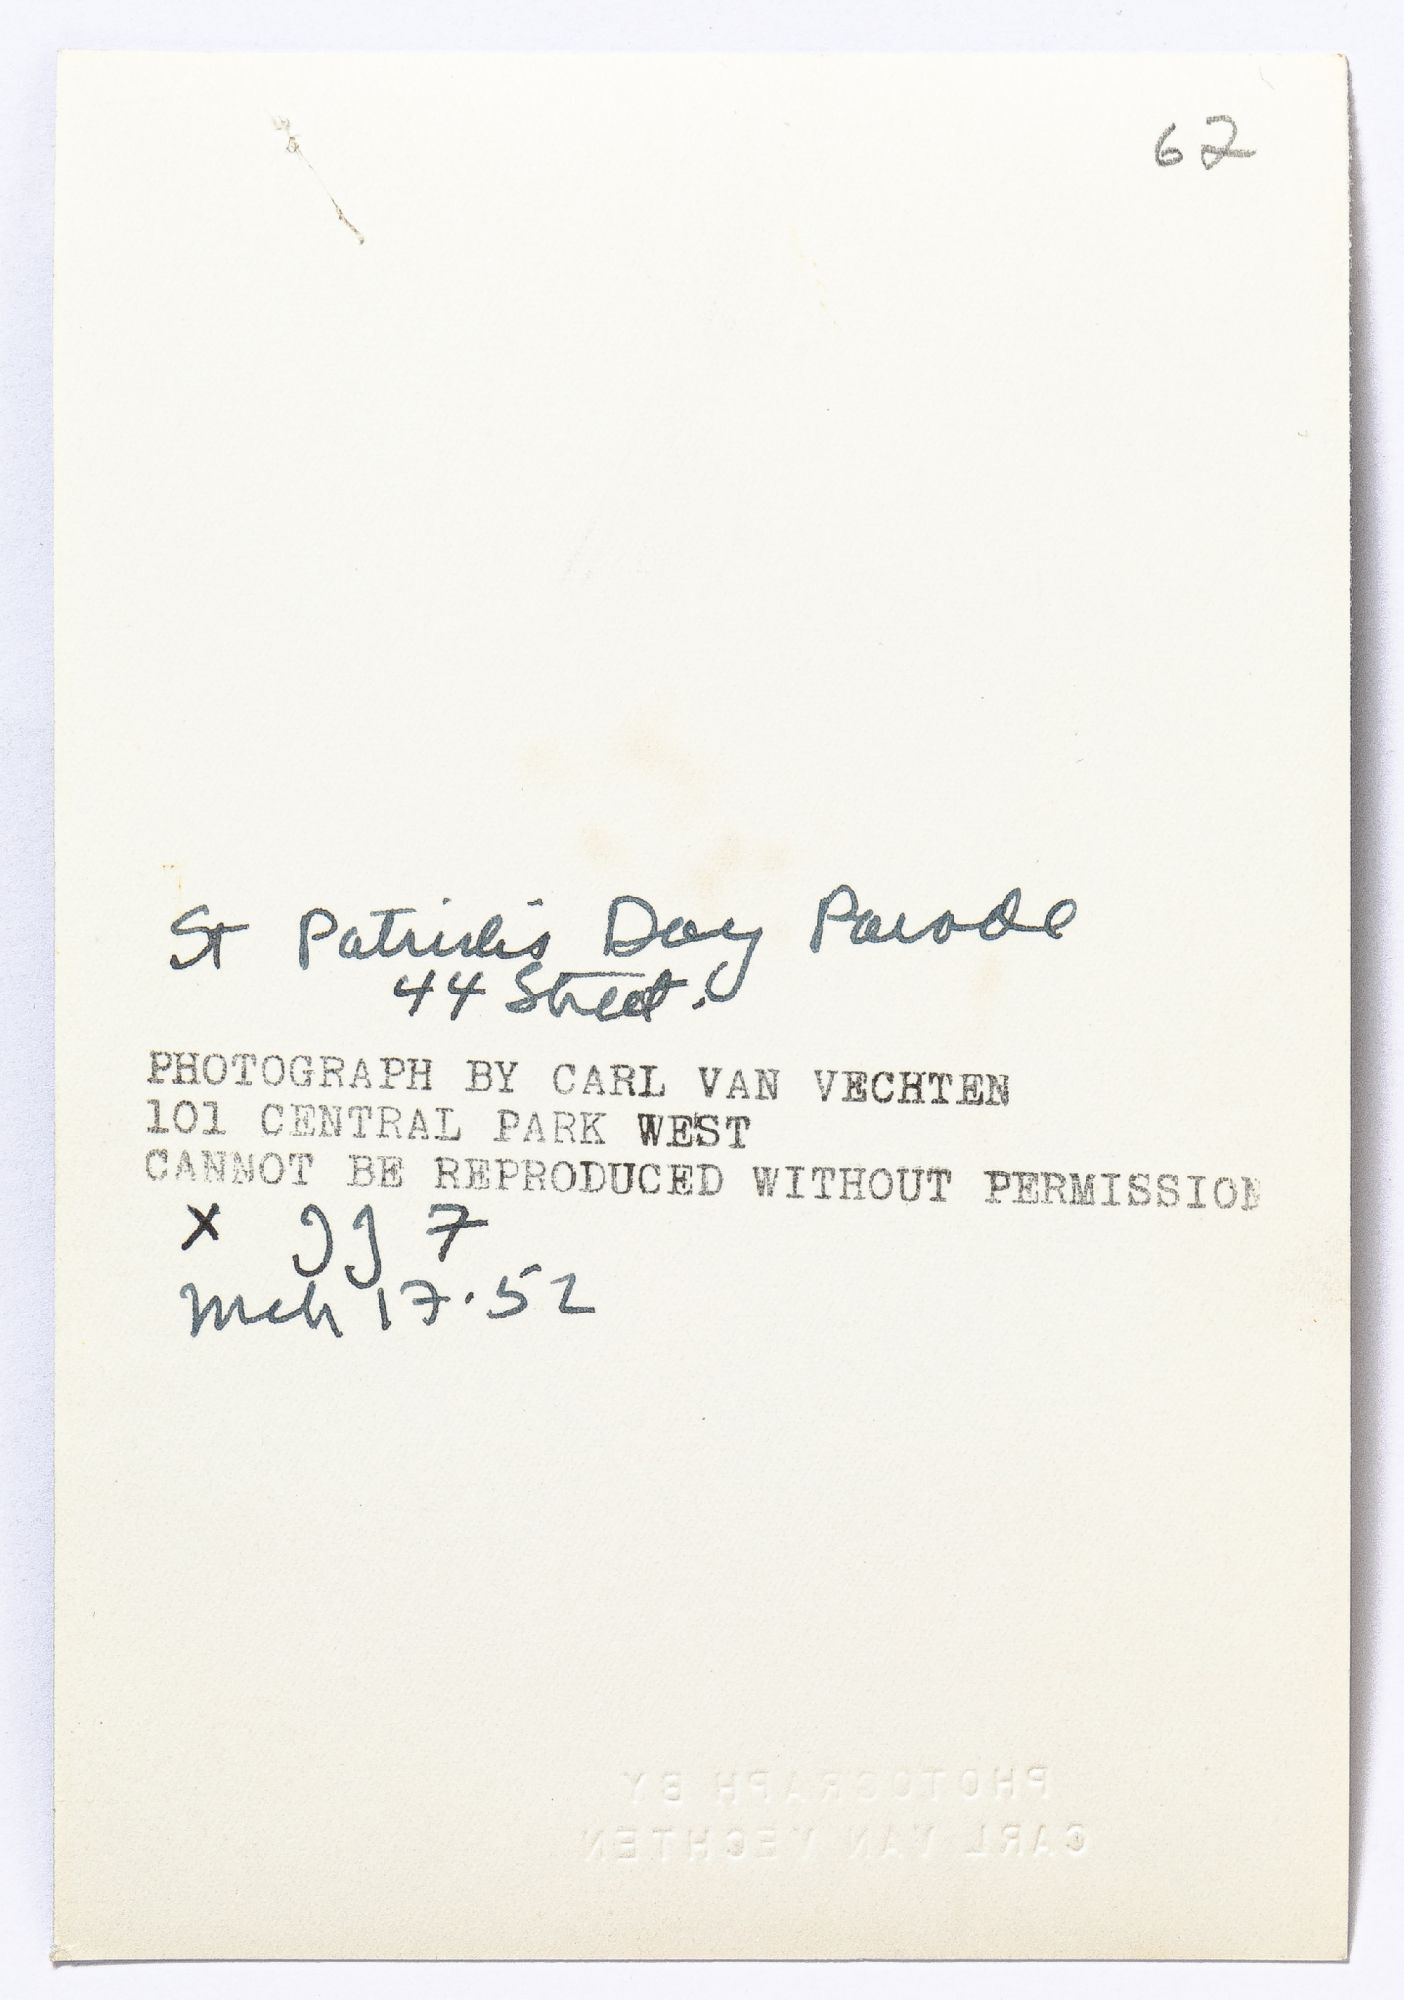 62
St Patrick's Day Parade
44 Street.
PHOTOGRAPH BY CARL VAN VECHTEN
101 CENTRAL PARK WEST
CANNOT BE REPRODUCED WITHOUT PERMISSION
X gg 7
Mch 17.52
PHOTOGRAPH BY
CARL VAN VECHTEN